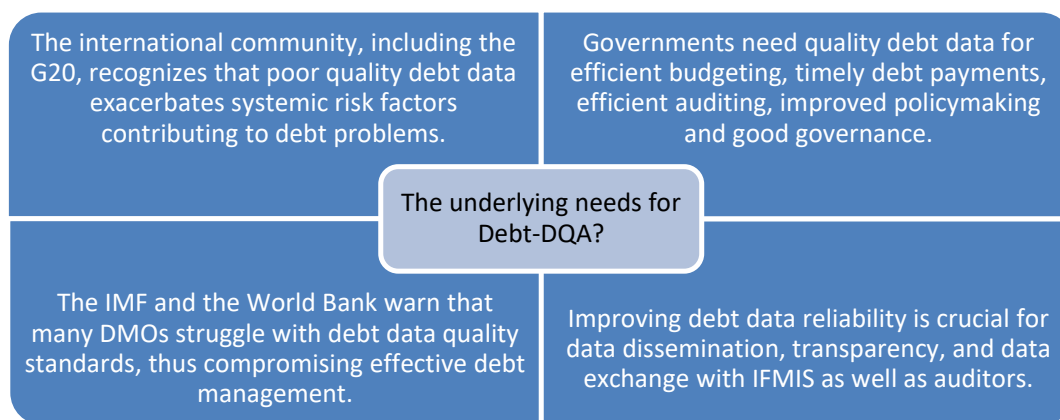 The international community, including the
G20, recognizes that poor quality debt data
exacerbates systemic risk factors
contributing to debt problems.
Governments need quality debt data for
efficient budgeting, timely debt payments,
efficient auditing, improved policymaking
and good governance.
The underlying needs for
Debt-DQA?
The IMF and the World Bank warn that
many DMOs struggle with debt data quality
standards, thus compromising effective debt
management.
Improving debt data reliability is crucial for
data dissemination, transparency, and data
exchange with IFMIS as well as auditors.